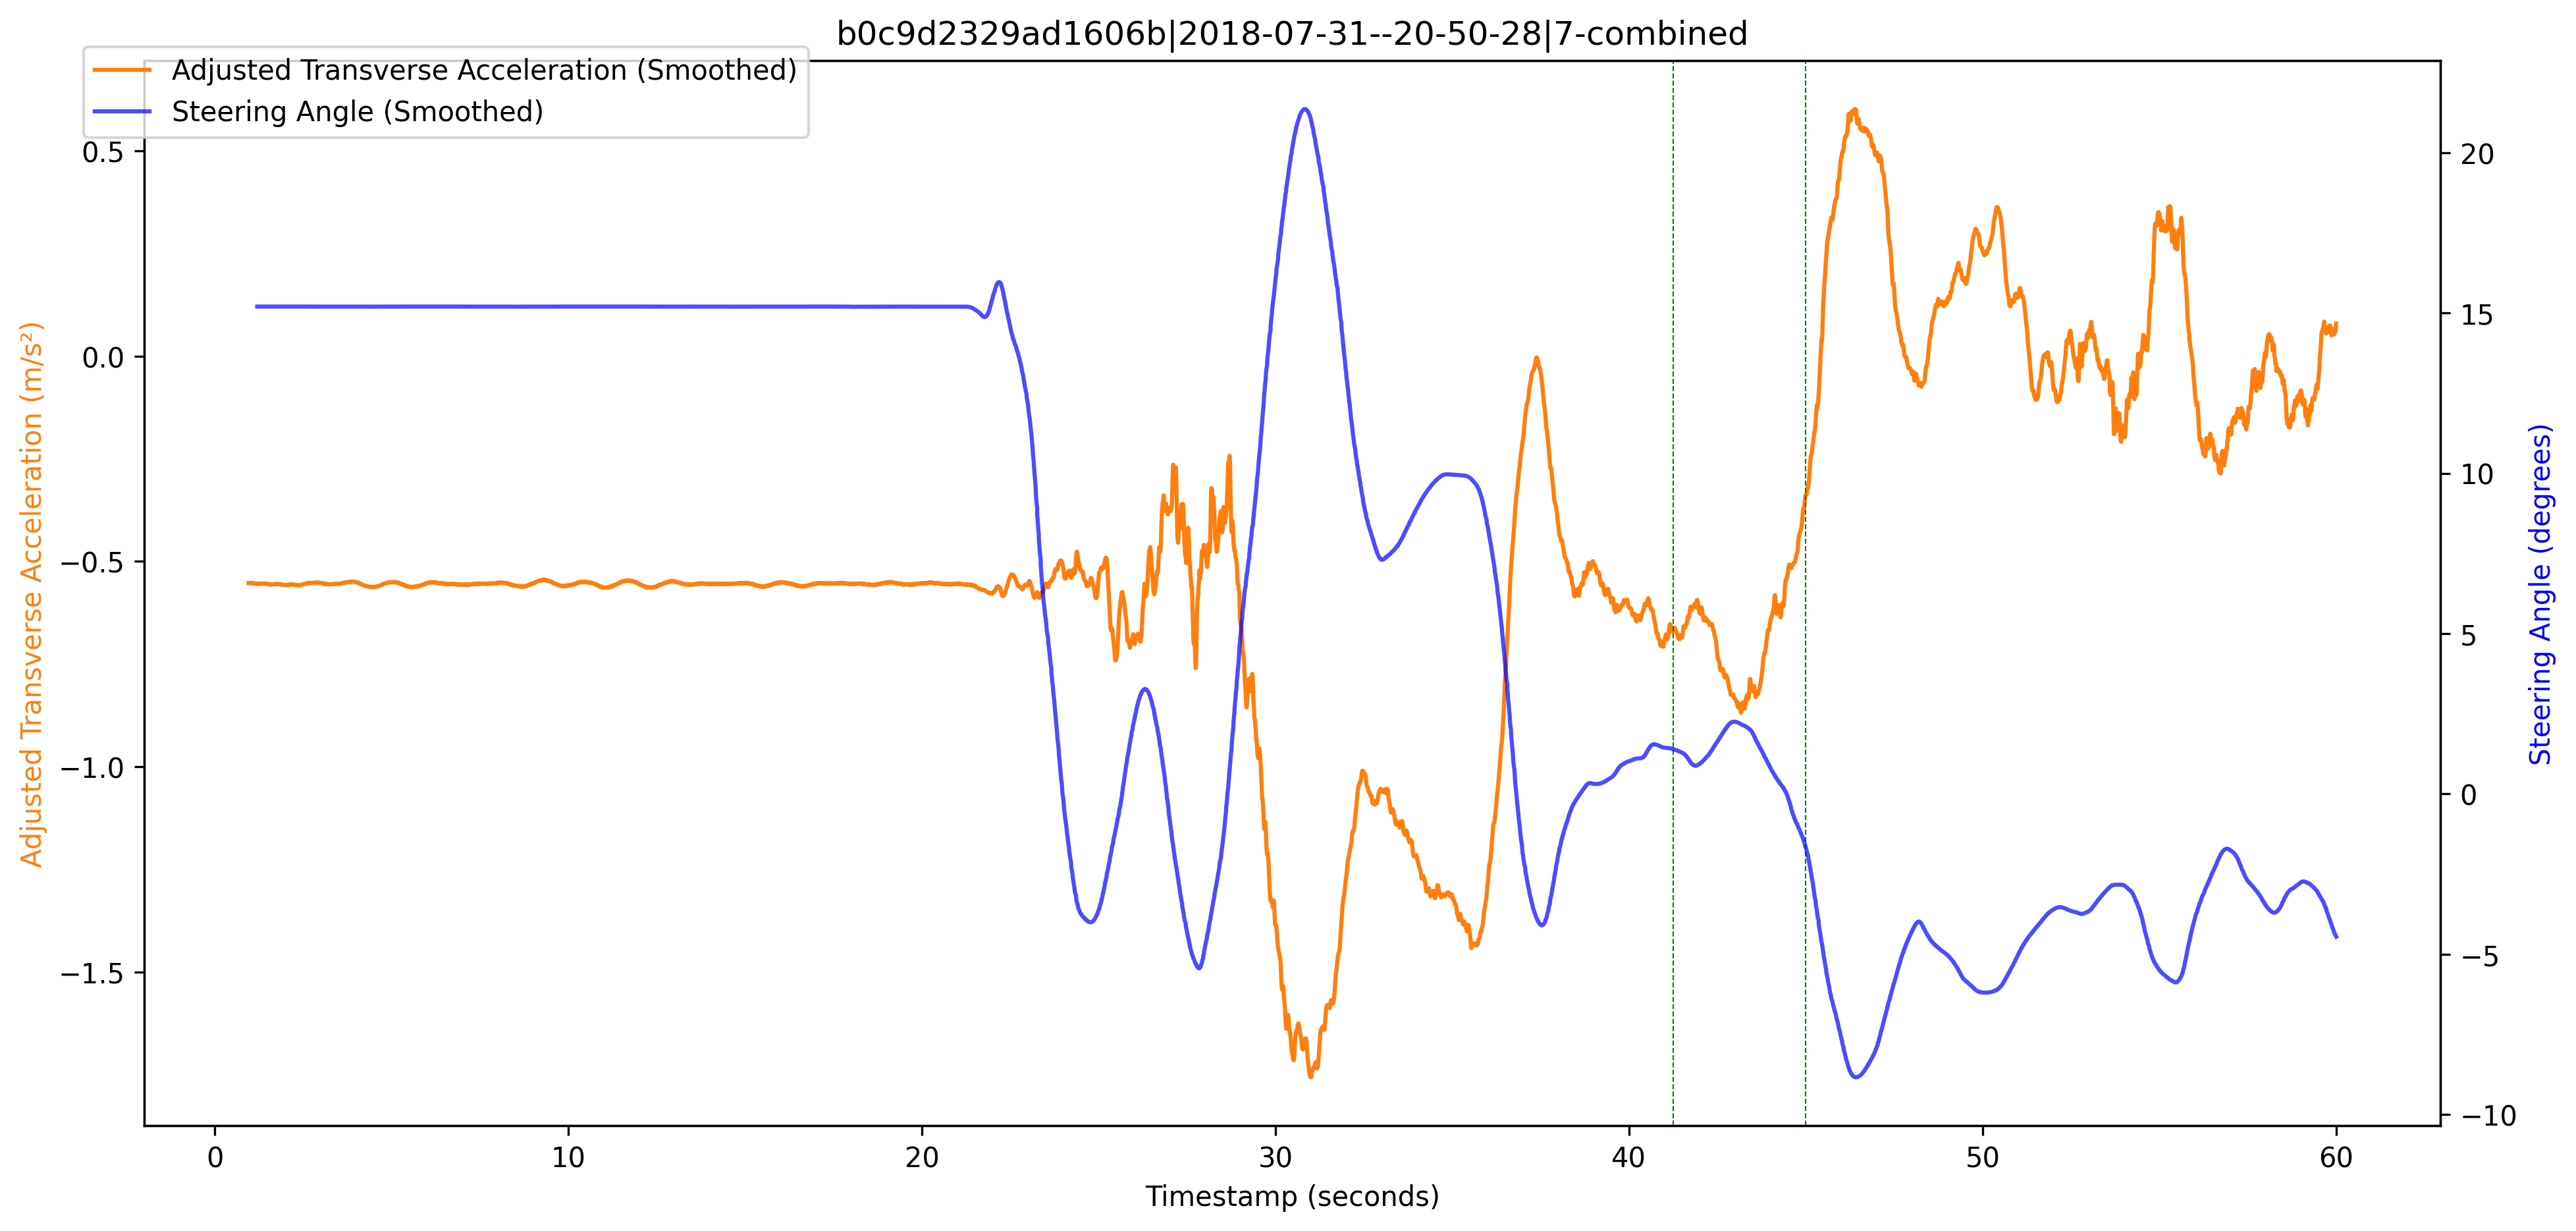 b0c9d2329ad1606b|2018-07-31--20-50-28|7-combined
Adjusted Transverse Acceleration (Smoothed)
Steering Angle (Smoothed)
Adjusted Transverse Acceleration (m/s²)
0.5
0.0
−0.5
−1.0
−1.5
20
15
10
5
0
−5
−10
Steering Angle (degrees)
0 10 20 30 40 50 60
Timestamp (seconds)